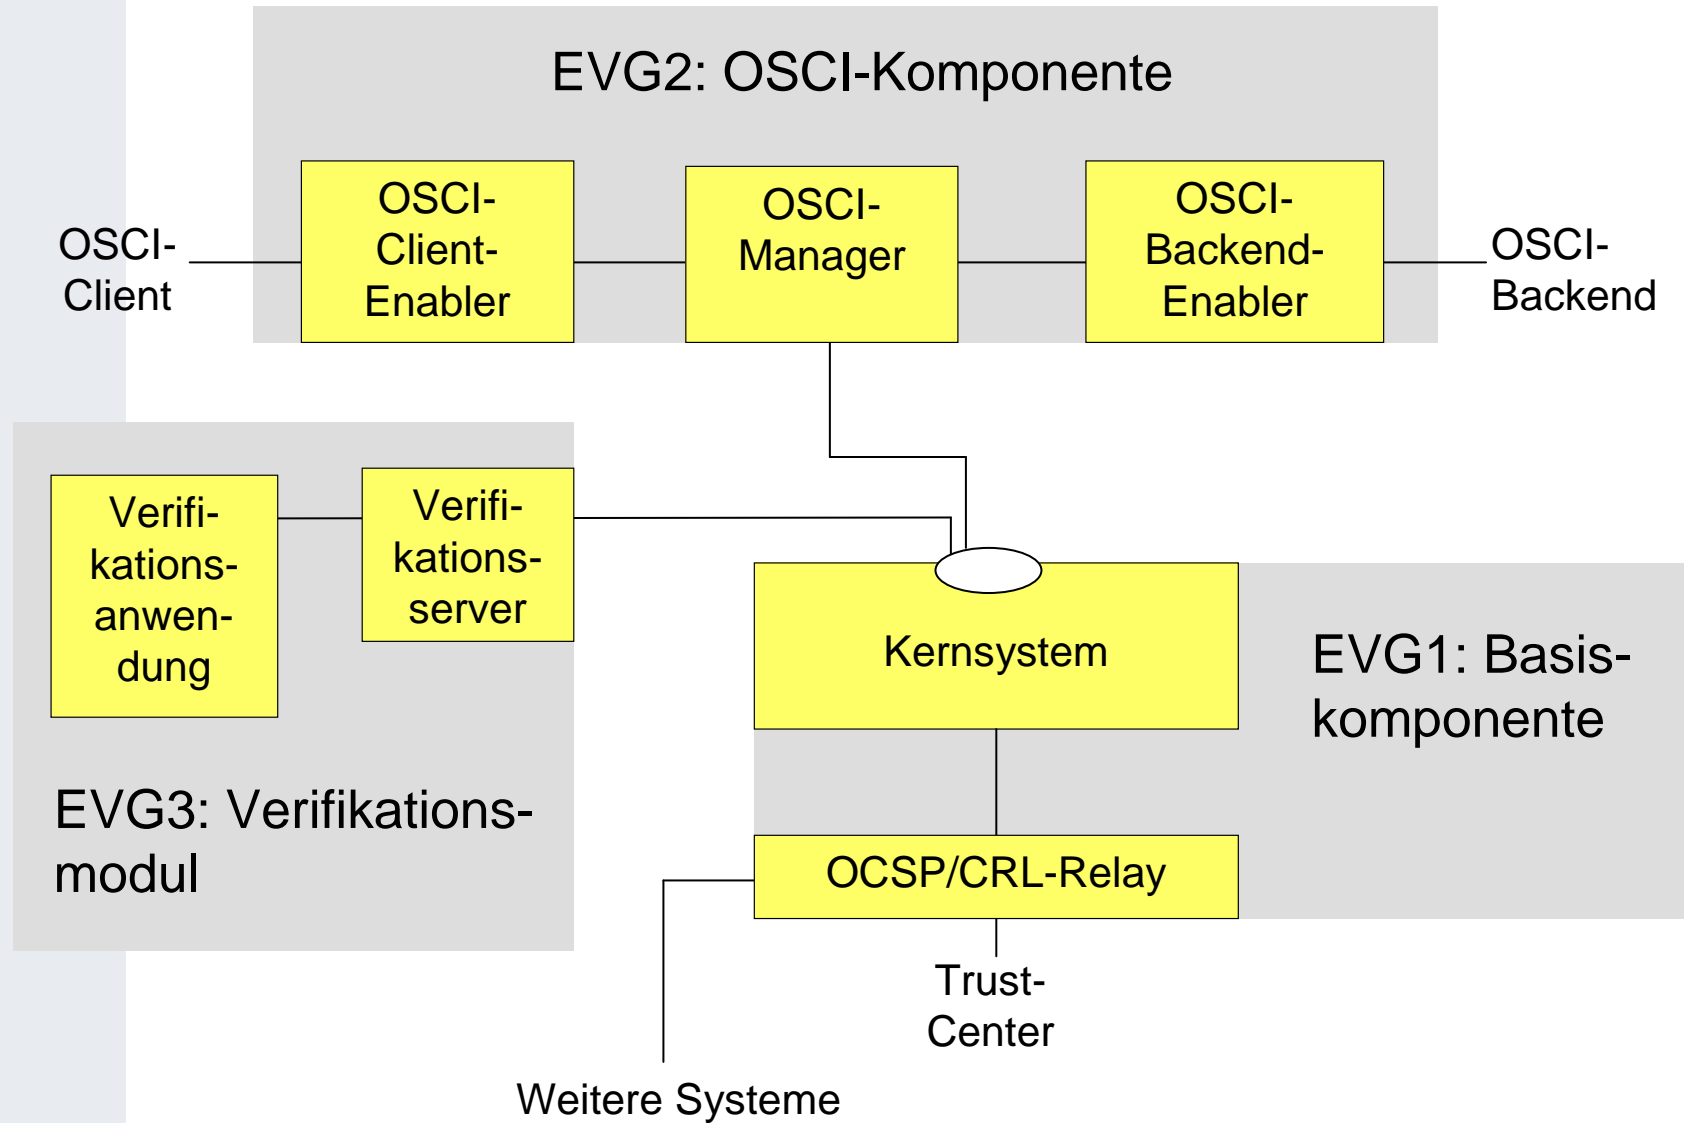 EVG2: OSCI-Komponente
OSCI-
Client
OSCI-
Client-
Enabler
OSCI-
Manager
OSCI-
Backend-
Enabler
OSCI-
Backend
Verifi-
kations-
anwen-
dung
Verifi-
kations-
server
EVG3: Verifikations-
modul
Kernsystem
EVG1: Basis-
komponente
OCSP/CRL-Relay
Trust-
Center
Weitere Systeme